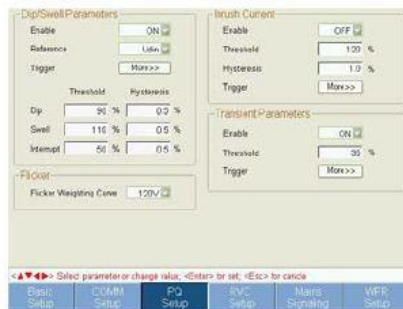 Dip/Swell Parameters
Enable ON
Reference Udin
Trigger More>>
Threshold Hysteresis
Dip 90 % 0.5 %
Swell 110 % 0.5 %
Interrupt 50 % 0.5 %
Flicker
Flicker Weighting Curve 120V
Inrush Current
Enable OFF
Threshold 120 %
Hysteresis 1.0 %
Trigger More>>
Transient Parameters
Enable ON
Threshold %
Trigger More>>
<▲▼◀▶> Select parameter or change value; <Enter> for set; <Esc> for cancle
Basic Setup
COMM Setup
PQ Setup
RVC Setup
Mains Signaling
WFR Setup